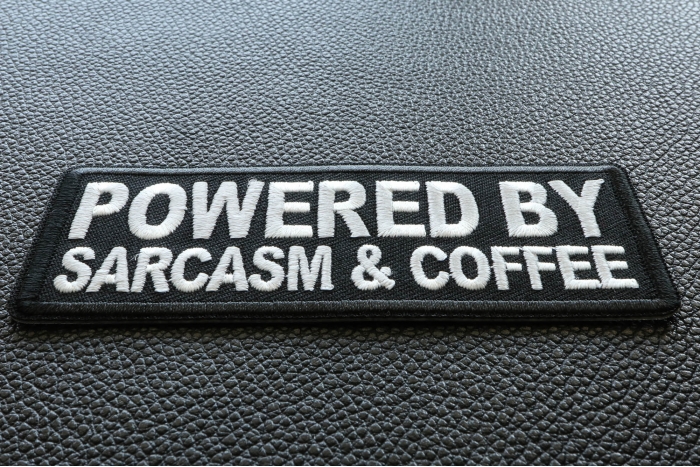 POWERED BY
SARCASM & COFFEE